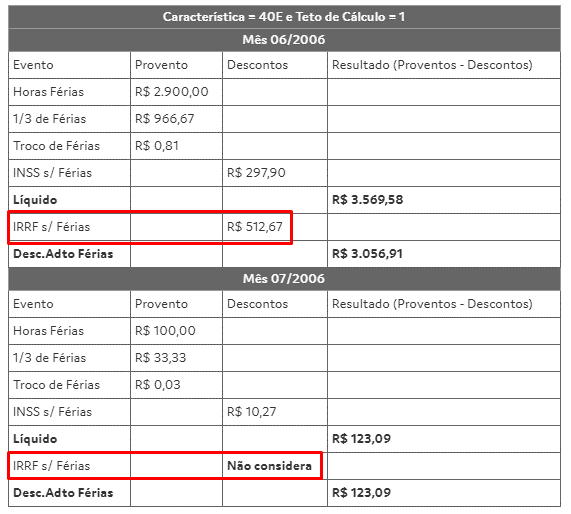 Característica = 40E e Teto de Cálculo = 1
Mês 06/2006
Evento Provento Descontos Resultado (Proventos - Descontos)
Horas Férias R$ 2.900,00
1/3 de Férias R$ 966,67
Troco de Férias R$ 0,81
INSS s/ Férias R$ 297,90
Líquido R$ 3.569,58
IRRF s/ Férias R$ 512,67
Desc.Adto Férias R$ 3.056,91
Mês 07/2006
Evento Provento Descontos Resultado (Proventos - Descontos)
Horas Férias R$ 100,00
1/3 de Férias R$ 33,33
Troco de Férias R$ 0,03
INSS s/ Férias R$ 10,27
Líquido R$ 123,09
IRRF s/ Férias Não considera
Desc.Adto Férias R$ 123,09